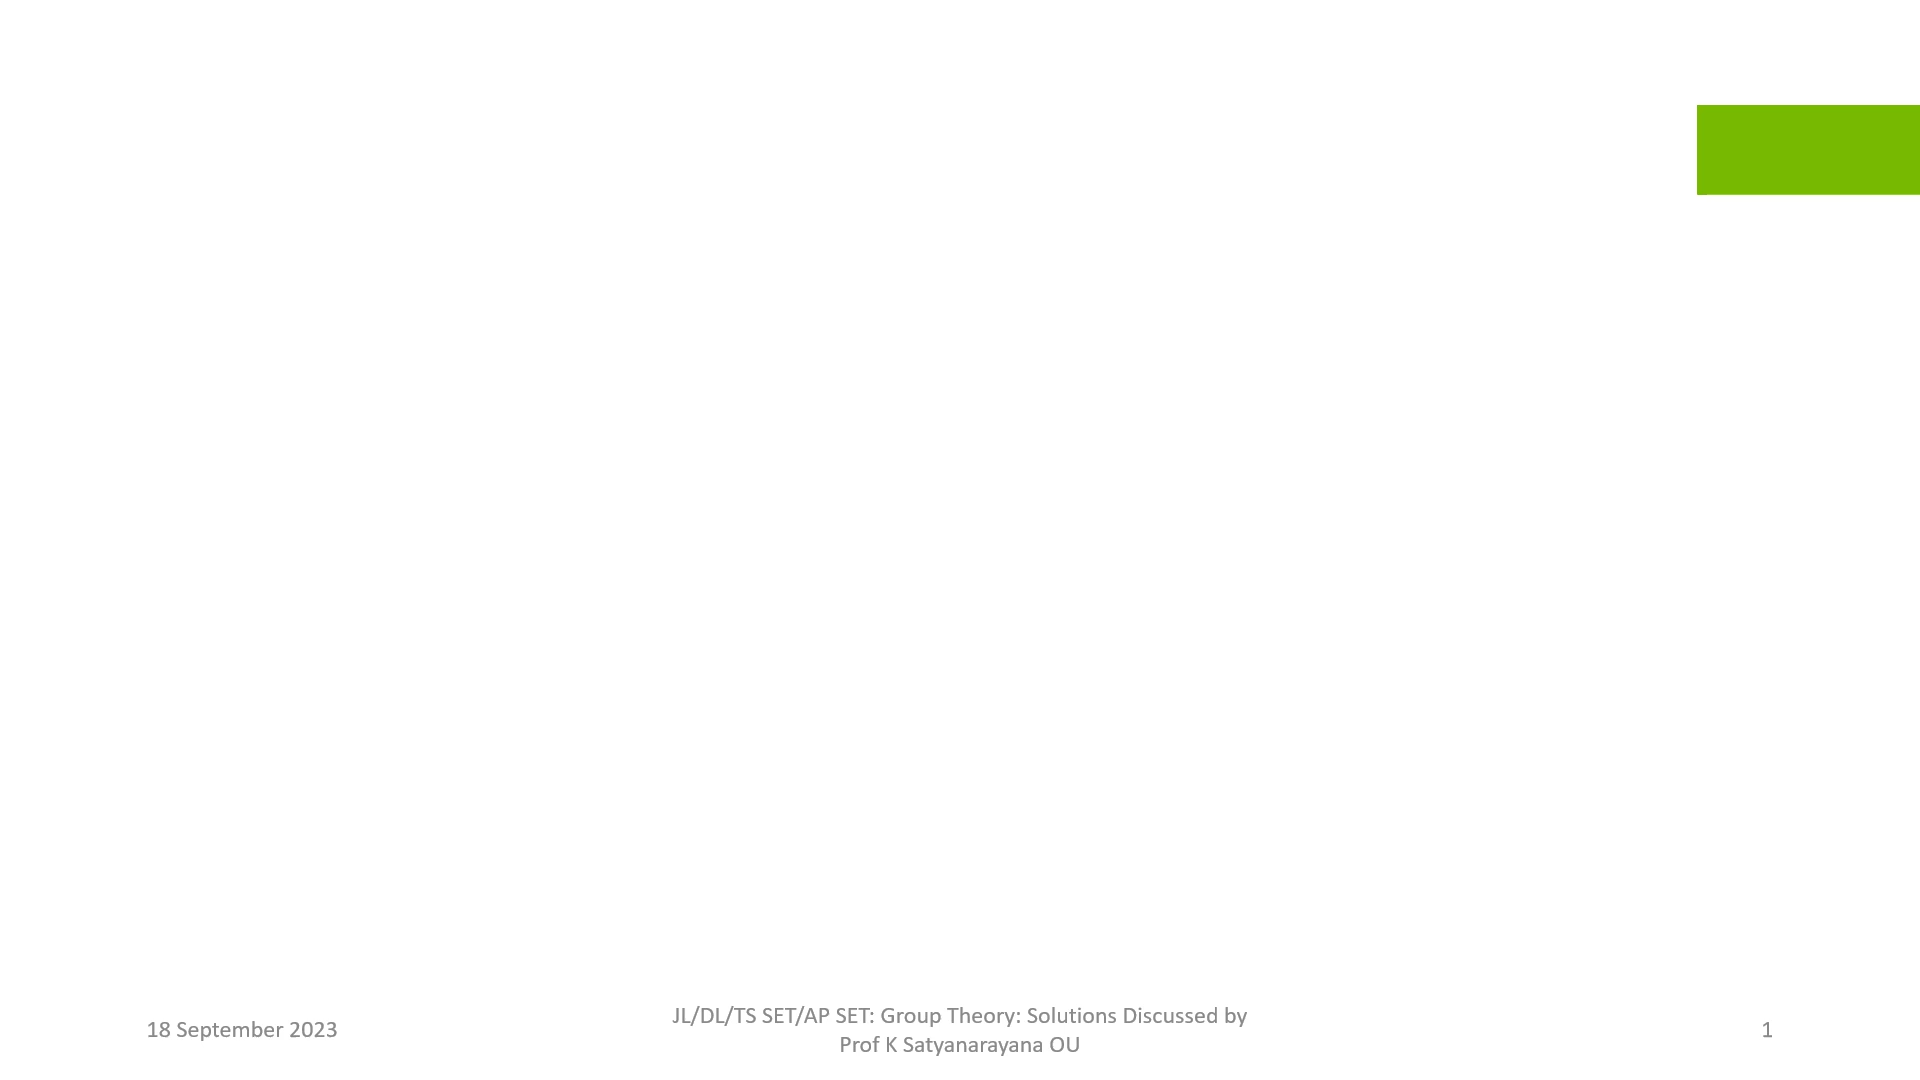 18 September 2023
JL/DL/TS SET/AP SET: Group Theory: Solutions Discussed by
Prof K Satyanarayana OU
1